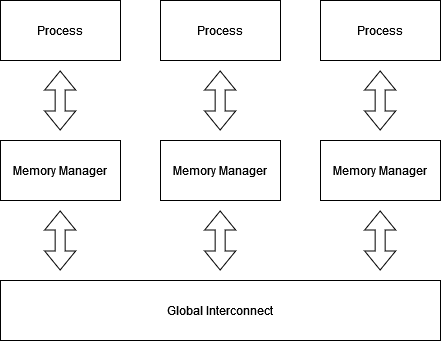 Process
Process
Process
Memory Manager
Memory Manager
Memory Manager
Global Interconnect